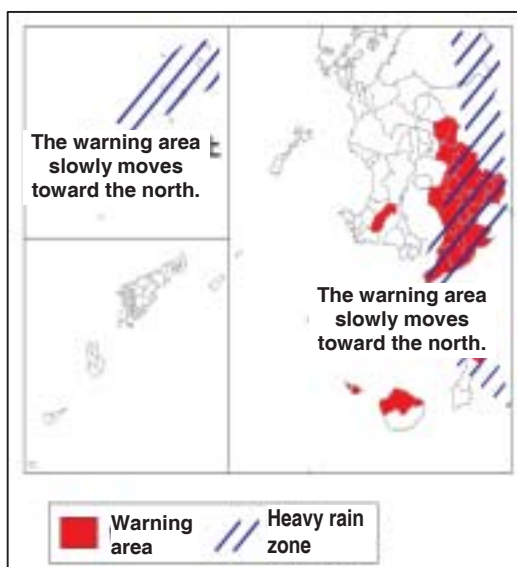 The warning area
slowly moves
toward the north.
The warning area
slowly moves
toward the north.
Warning
area
Heavy rain
zone